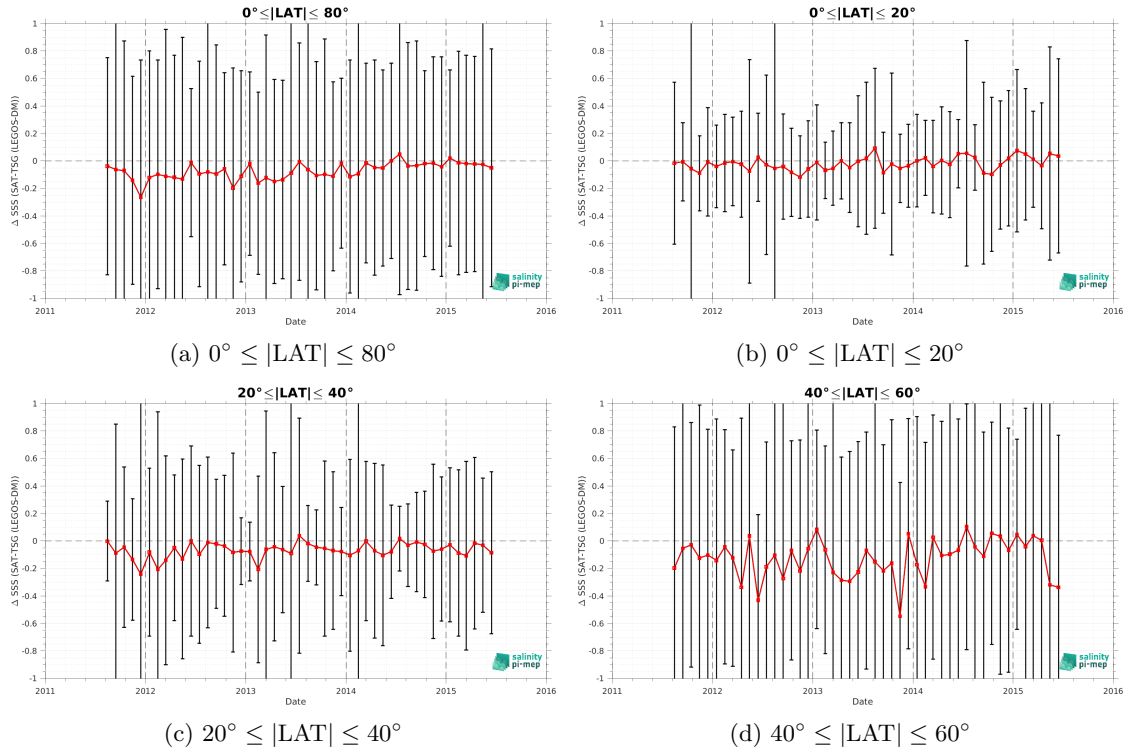 0°≤|LAT|≤ 80°
Δ SSS (SAT-TSG (LEGOS-DM))
1
0.8
0.6
0.4
0.2
0
-0.2
-0.4
-0.6
-0.8
-1
salinity
pi-mep
2011 2012 2013 2014 2015 2016
Date
(a) 0° ≤ |LAT| ≤ 80°
0°≤|LAT|≤ 20°
Δ SSS (SAT-TSG (LEGOS-DM))
1
0.8
0.6
0.4
0.2
0
-0.2
-0.4
-0.6
-0.8
-1
salinity
pi-mep
2011 2012 2013 2014 2015 2016
Date
(b) 0° ≤ |LAT| ≤ 20°
20°≤|LAT|≤ 40°
Δ SSS (SAT-TSG (LEGOS-DM))
1
0.8
0.6
0.4
0.2
0
-0.2
-0.4
-0.6
-0.8
-1
salinity
pi-mep
2011 2012 2013 2014 2015 2016
Date
(c) 20° ≤ |LAT| ≤ 40°
40°≤|LAT|≤ 60°
Δ SSS (SAT-TSG (LEGOS-DM))
1
0.8
0.6
0.4
0.2
0
-0.2
-0.4
-0.6
-0.8
-1
salinity
pi-mep
2011 2012 2013 2014 2015 2016
Date
(d) 40° ≤ |LAT| ≤ 60°